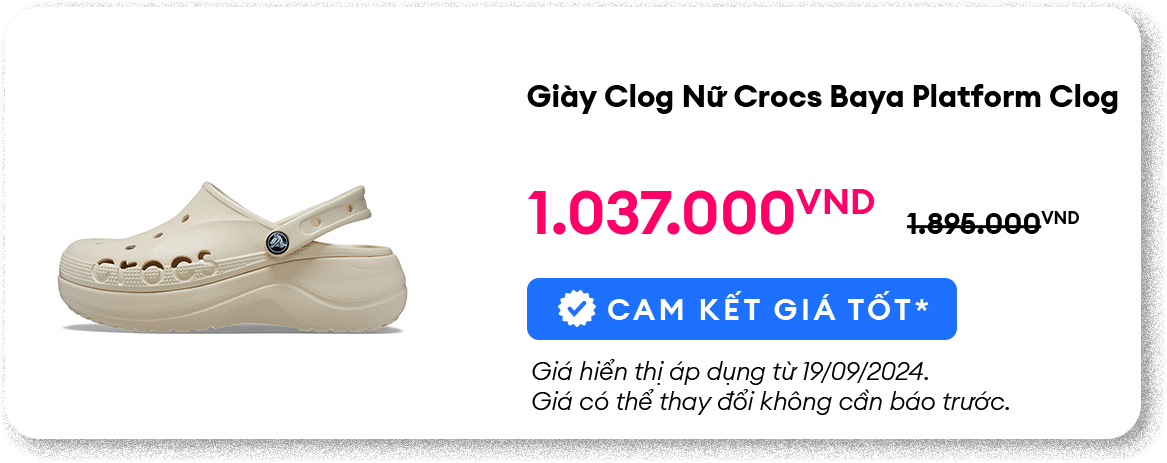 Giày Clog Nữ Crocs Baya Platform Clog
1.037.000VND 1.895.000VND
CAM KẾT GIÁ TỐT*
Giá hiển thị áp dụng từ 19/09/2024.
Giá có thể thay đổi không cần báo trước.
crocs